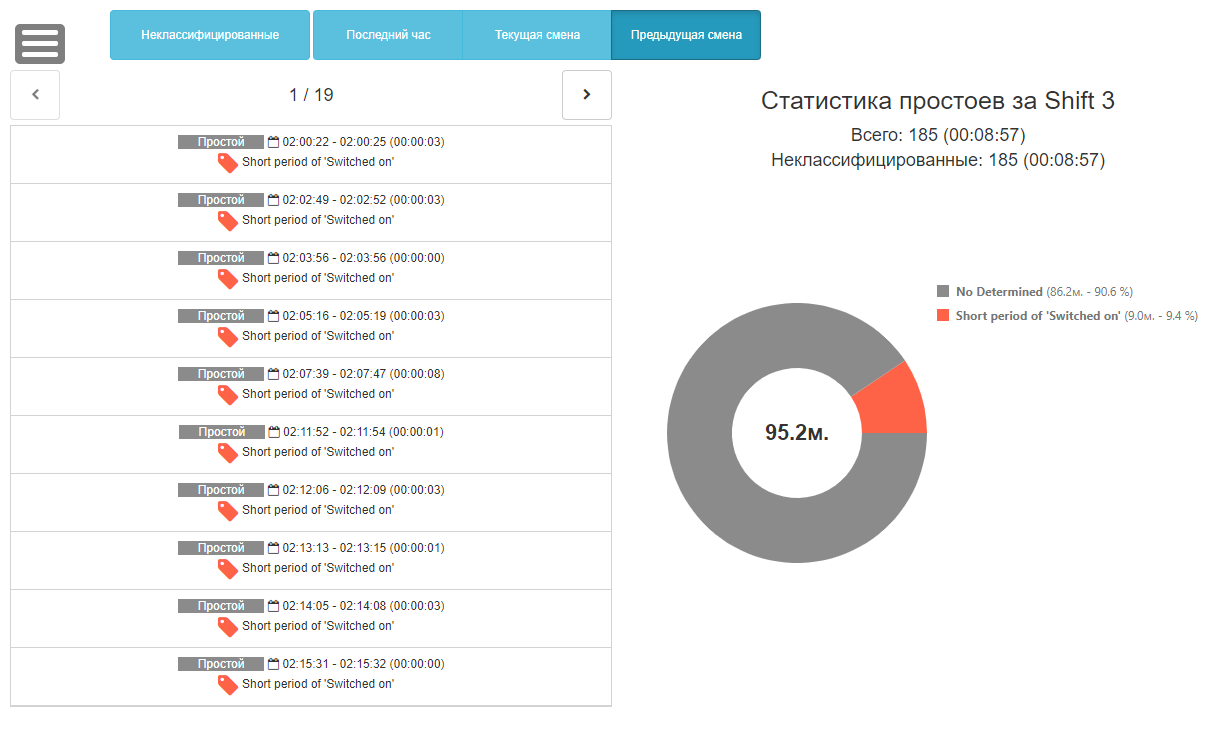 Неклассифицированные
Последний час
Текущая смена
Предыдущая смена
1 / 19
Простой 02:00:22 - 02:00:25 (00:00:03)
Short period of 'Switched on'
Простой 02:02:49 - 02:02:52 (00:00:03)
Short period of 'Switched on'
Простой 02:03:56 - 02:03:56 (00:00:00)
Short period of 'Switched on'
Простой 02:05:16 - 02:05:19 (00:00:03)
Short period of 'Switched on'
Простой 02:07:39 - 02:07:47 (00:00:08)
Short period of 'Switched on'
Простой 02:11:52 - 02:11:54 (00:00:01)
Short period of 'Switched on'
Простой 02:12:06 - 02:12:09 (00:00:03)
Short period of 'Switched on'
Простой 02:13:13 - 02:13:15 (00:00:01)
Short period of 'Switched on'
Простой 02:14:05 - 02:14:08 (00:00:03)
Short period of 'Switched on'
Простой 02:15:31 - 02:15:32 (00:00:00)
Short period of 'Switched on'
Статистика простоев за Shift 3
Всего: 185 (00:08:57)
Неклассифицированные: 185 (00:08:57)
No Determined (86.2м. - 90.6 %)
Short period of 'Switched on' (9.0м. - 9.4 %)
95.2м.